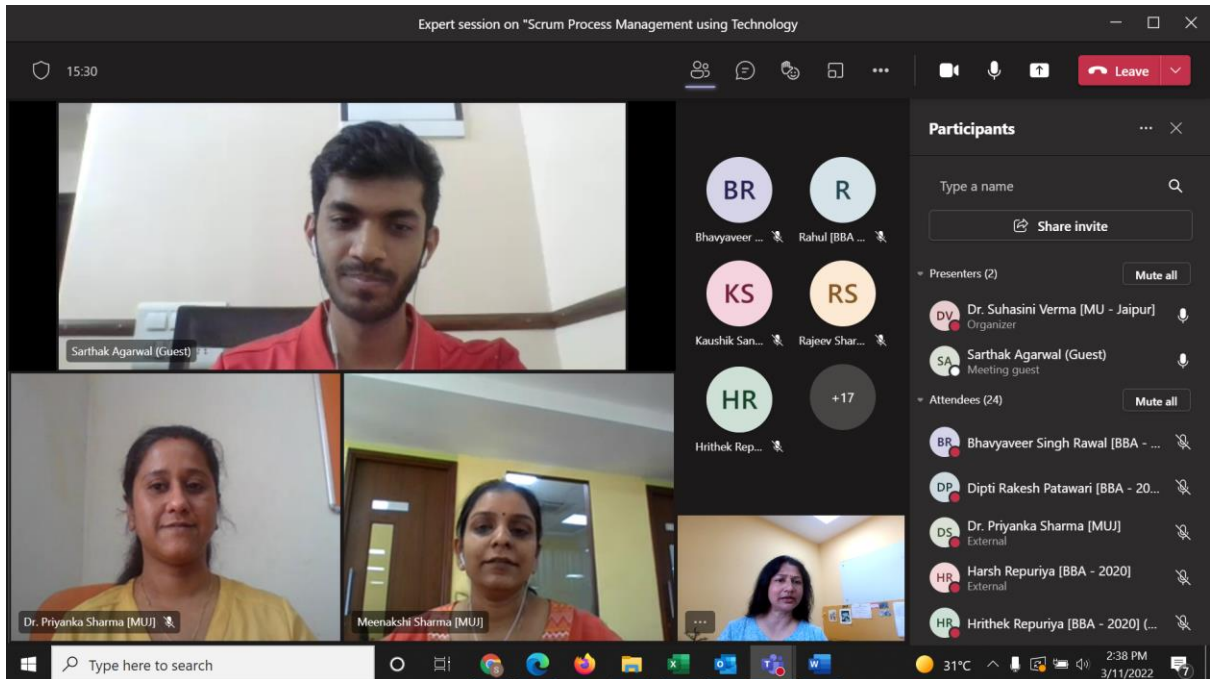 Expert session on "Scrum Process Management using Technology
15:30
Leave
Sarthak Agarwal (Guest)
Dr. Priyanka Sharma [MUJ]
Meenakshi Sharma [MUJ]
BR
R
Bhavyaveer ...
Rahul [BBA ...
KS
RS
Kaushik San...
Rajeev Shar...
HR
+17
Hrithek Rep...
Participants
Type a name
Share invite
Presenters (2)
Mute all
DV
Dr. Suhasini Verma [MU - Jaipur]
Organizer
SA
Sarthak Agarwal (Guest)
Meeting guest
Attendees (24)
Mute all
BR
Bhavyaveer Singh Rawal [BBA - ...
DP
Dipti Rakesh Patawari [BBA - 20...
DS
Dr. Priyanka Sharma [MUJ]
External
HR
Harsh Repuriya [BBA - 2020]
External
HR
Hrithek Repuriya [BBA - 2020] (...
Type here to search
31°C
2:38 PM
3/11/2022
7